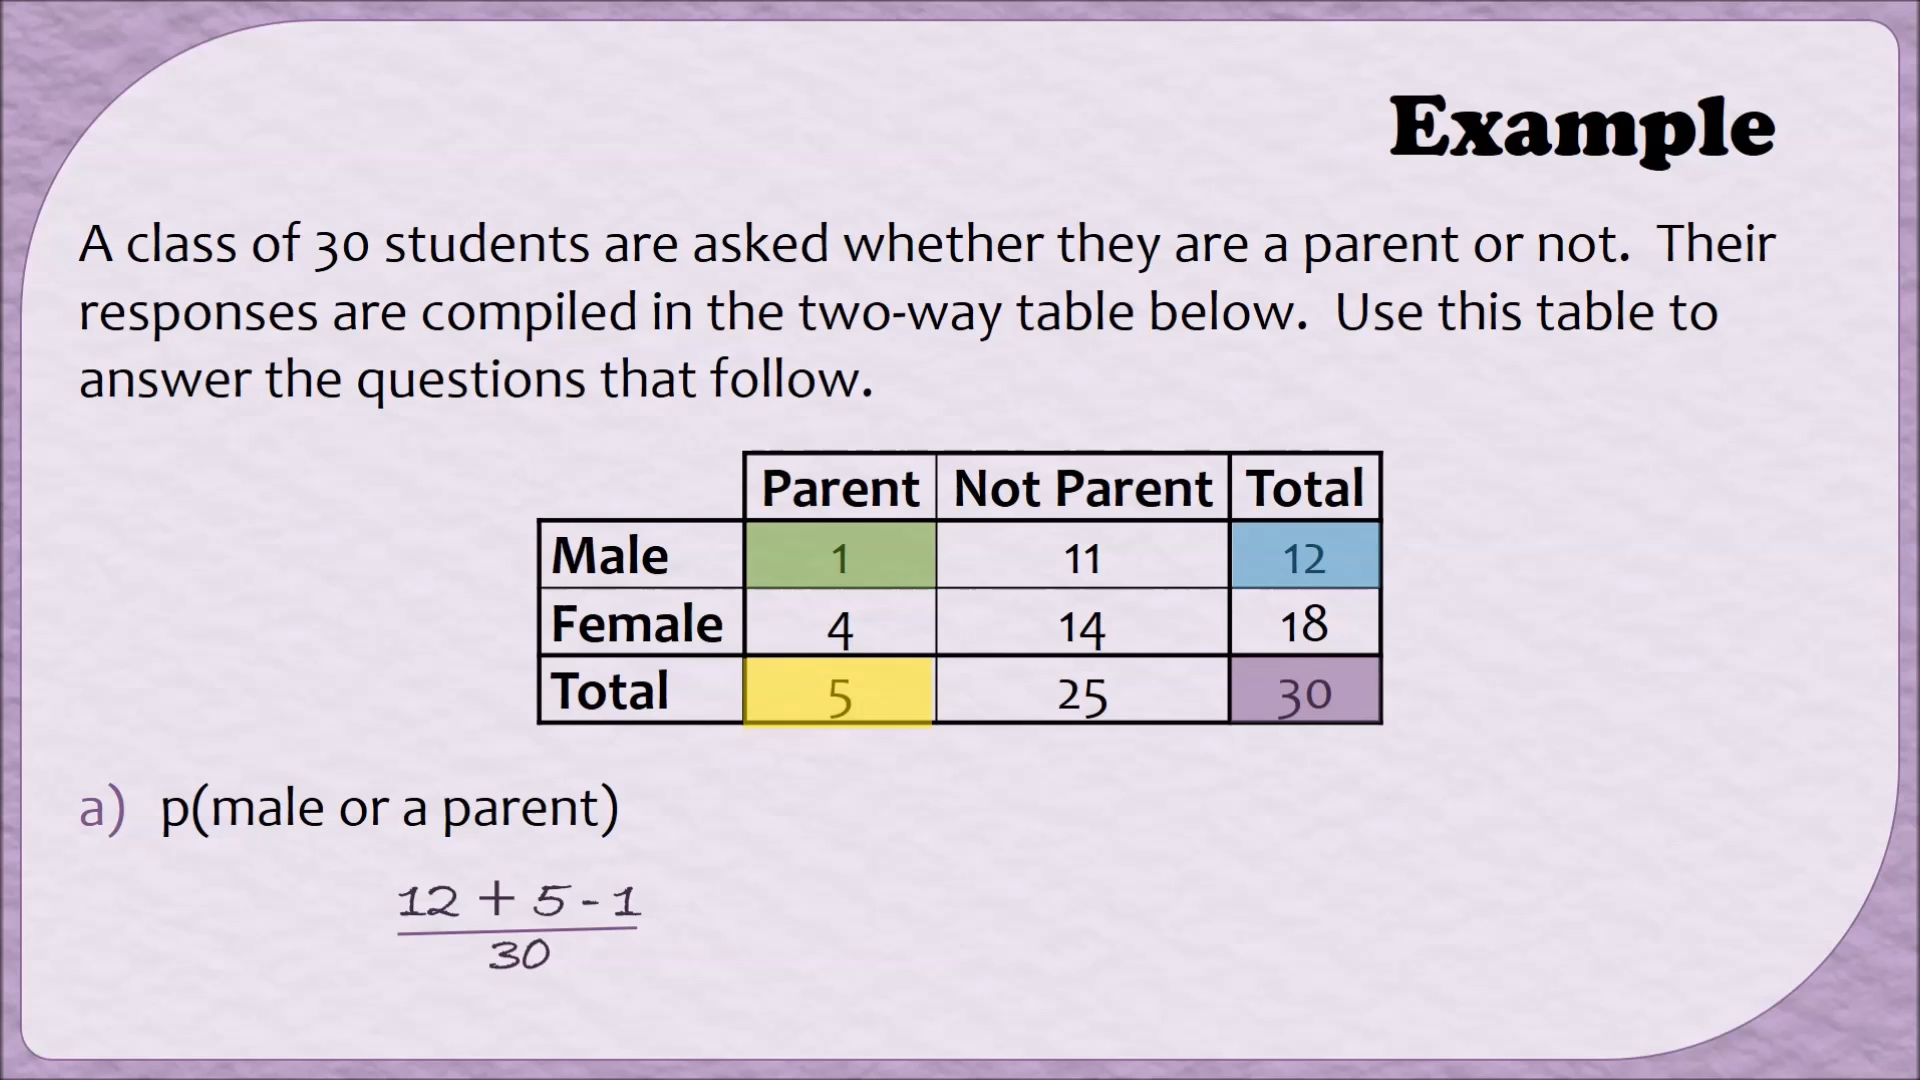 Example
A class of 30 students are asked whether they are a parent or not. Their
responses are compiled in the two-way table below. Use this table to
answer the questions that follow.
Parent Not Parent Total
Male 1 11 12
Female 4 14 18
Total 5 25 30
a) p(male or a parent)
12 + 5 - 1
30